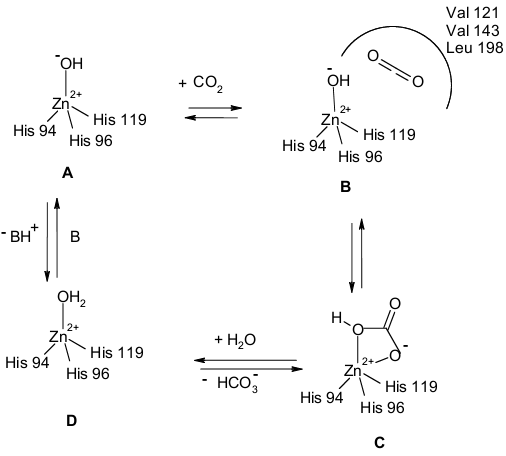 Val 121
Val 143
Leu 198
-
OH
Zn2+
His 119
His 94
His 96
A
+ CO2
O
O
-
OH
Zn2+
His 119
His 94
His 96
B
- BH+
B
OH2
Zn2+
His 119
His 94
His 96
D
+ H2O
- HCO3-
O
H
O
O-
Zn2+
His 119
His 94
His 96
C